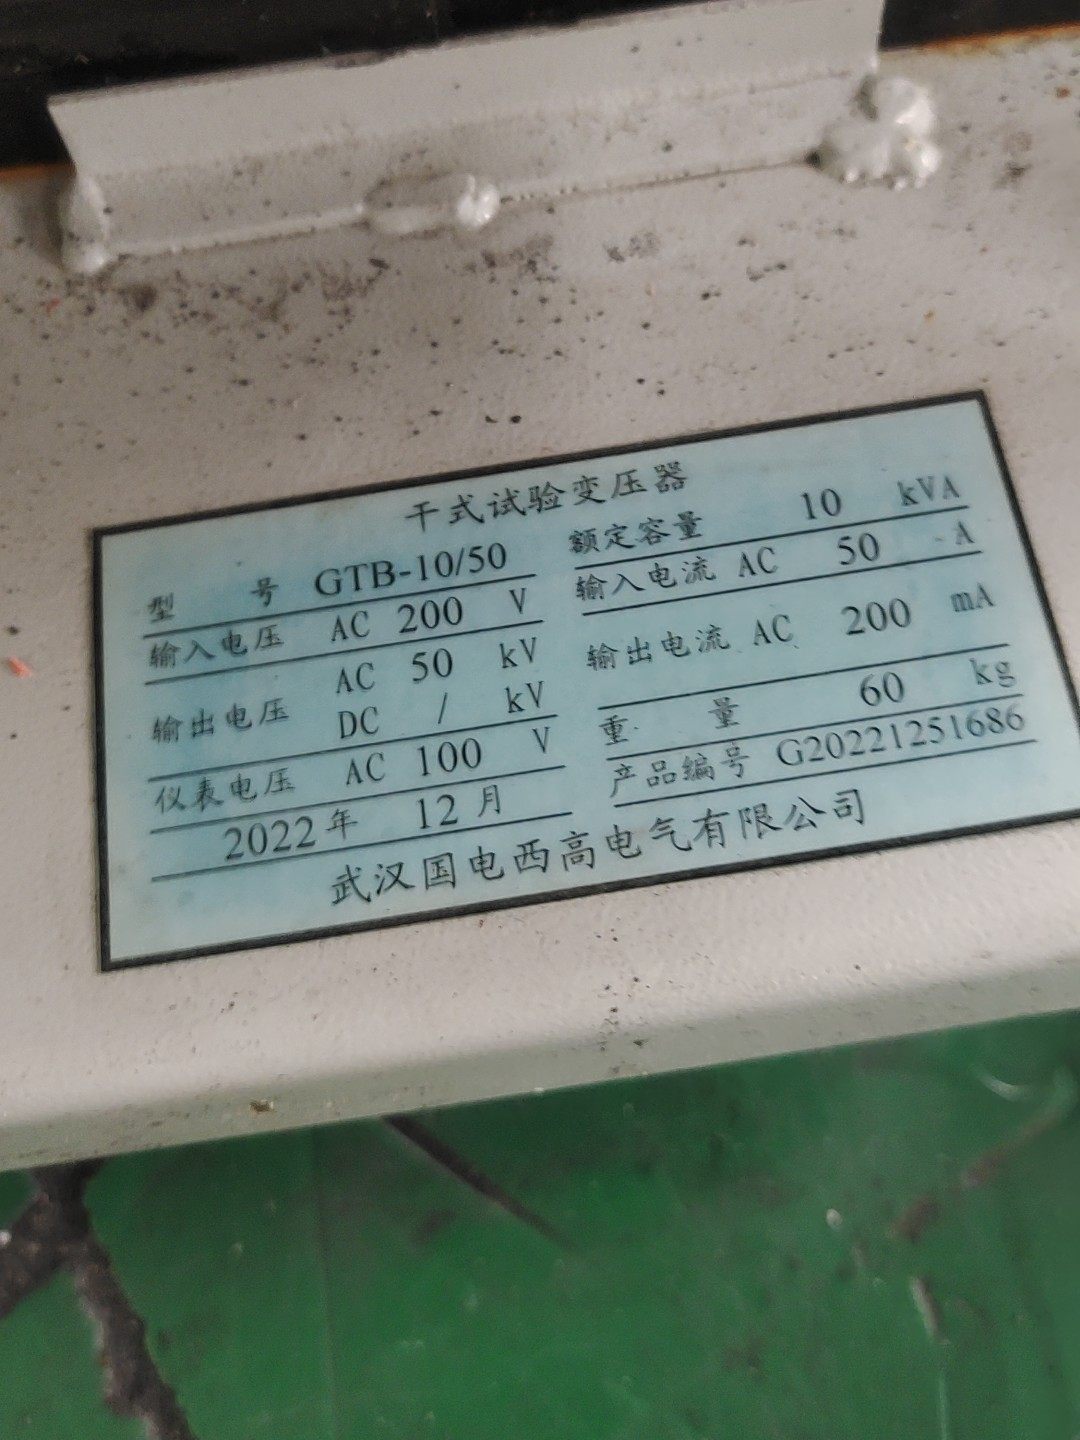 干式试验变压器
型 号 GTB-10/50 额定容量 10 kVA
输入电压 AC 200 V 输入电流 AC 50 A
输出电压 AC 50 kV 输出电流 AC 200 mA
DC / kV
仪表电压 AC 100 V 重 量 60 kg
2022年 12月 产品编号 G20221251686
武汉国电西高电气有限公司